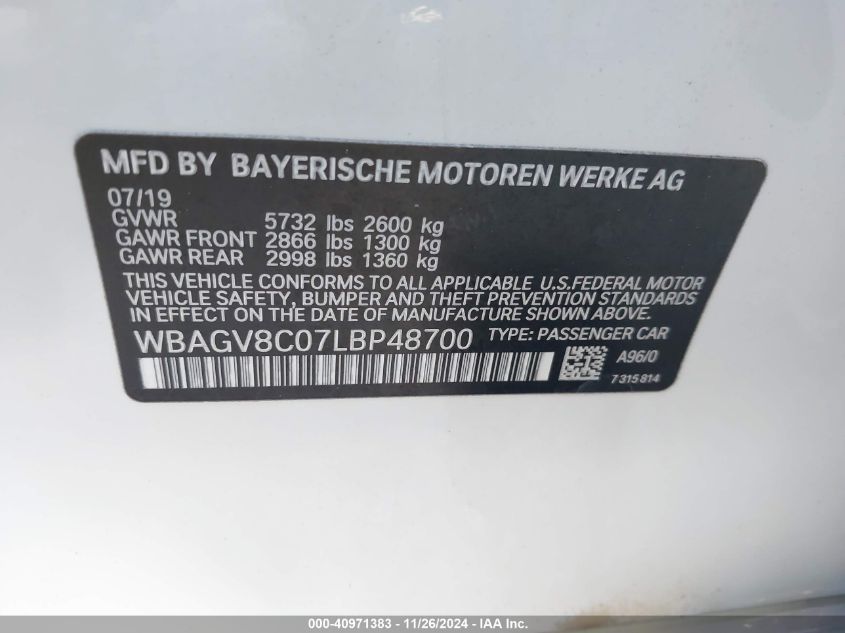 MFD BY BAYERISCHE MOTOREN WERKE AG
07/19
GVWR 5732 lbs 2600 kg
GAWR FRONT 2866 lbs 1300 kg
GAWR REAR 2998 lbs 1360 kg
THIS VEHICLE CONFORMS TO ALL APPLICABLE U.S.FEDERAL MOTOR
VEHICLE SAFETY, BUMPER AND THEFT PREVENTION STANDARDS
IN EFFECT ON THE DATE OF MANUFACTURE SHOWN ABOVE.
WBAGV8C07LBP48700 TYPE: PASSENGER CAR
A96/0
7315814
000-40971383 - 11/26/2024 - IAA Inc.